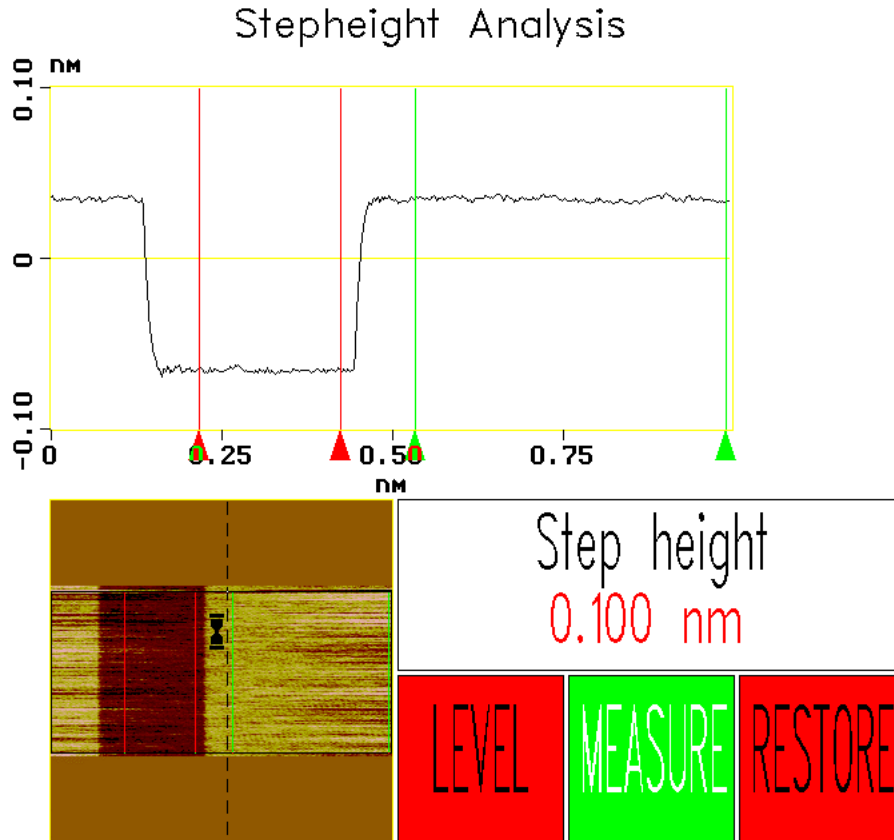 Stepheight Analysis
nM
0.10
0
-0.10
0 0.25 0.50 0.75
nM
Step height
0.100 nm
LEVEL MEASURE RESTORE